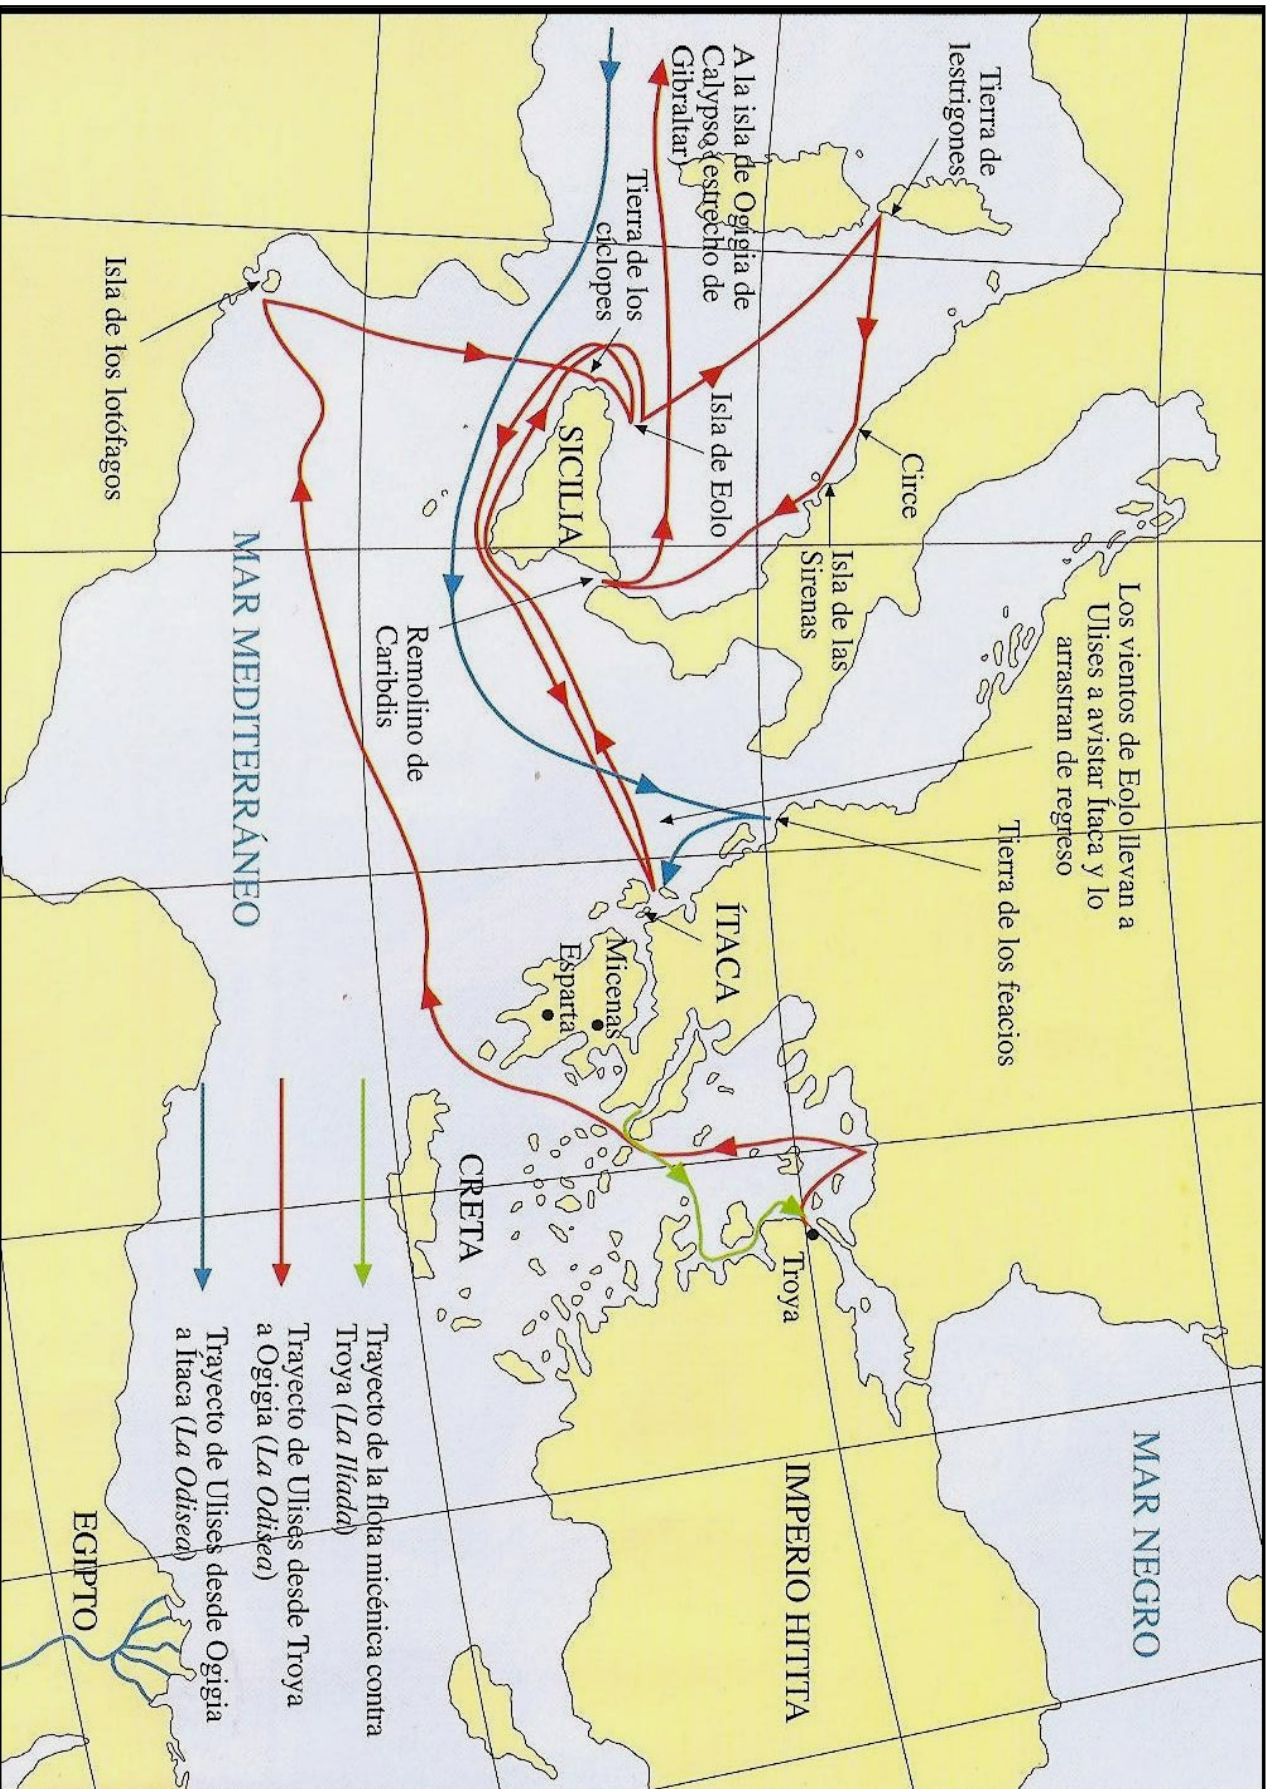 Tierra de
lestrigones
A la isla de Ogigia de
Calypso (estrecho de
Gibraltar)
Tierra de los
cíclopes
Isla de los lotófagos
Isla de Eolo
SICILIA
Circe
Isla de las
Sirenas
Remolino de
Caribdis
MAR MEDITERRÁNEO
Los vientos de Eolo llevan a
Ulises a avistar Ítaca y lo
arrastran de regreso
Tierra de los feacios
ÍTACA
Micenas
Esparta
CRETA
Troya
MAR NEGRO
IMPERIO HITITA
EGIPTO
Trayecto de la flota micénica contra
Troya (La Ilíada)
Trayecto de Ulises desde Troya
a Ogigia (La Odisea)
Trayecto de Ulises desde Ogigia
a Ítaca (La Odisea)